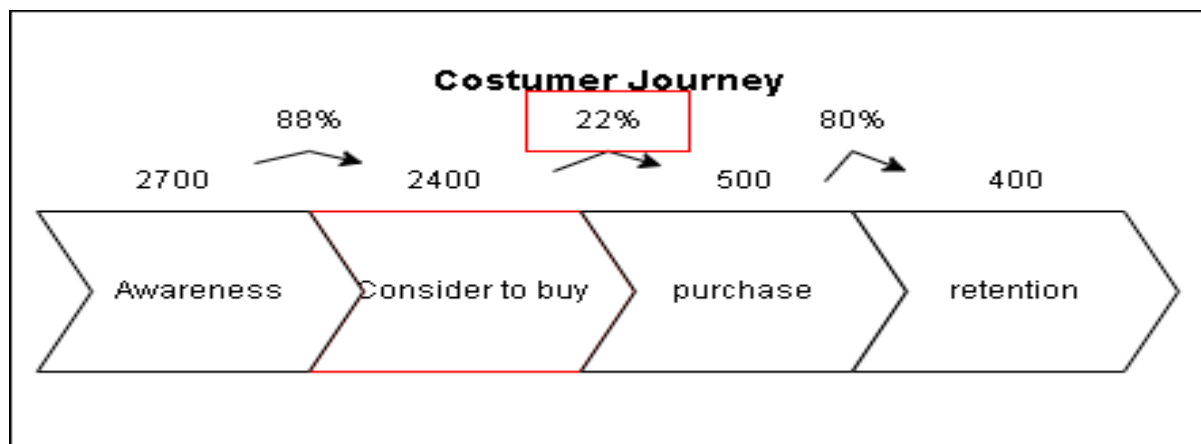 Costumer Journey
88% 22% 80%
2700 2400 500 400
Awareness Consider to buy purchase retention